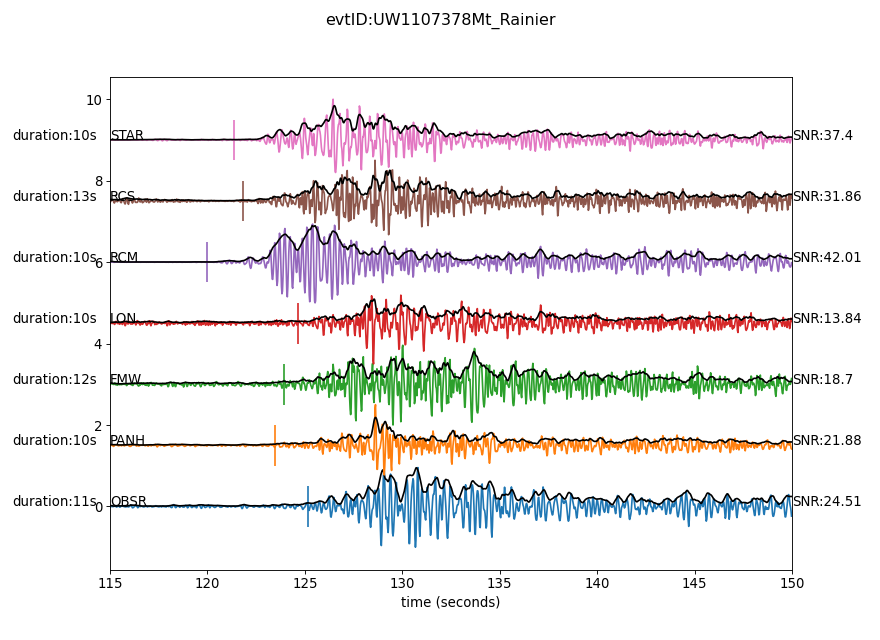 evtID:UW1107378Mt_Rainier
10
duration:10s STAR SNR:37.4
8
duration:13s RCS SNR:31.86
duration:10s RCM SNR:42.01
6
duration:10s LON SNR:13.84
4
duration:12s FMW SNR:18.7
2
duration:10s PANH SNR:21.88
duration:11s OBSR SNR:24.51
0
115 120 125 130 135 140 145 150
time (seconds)